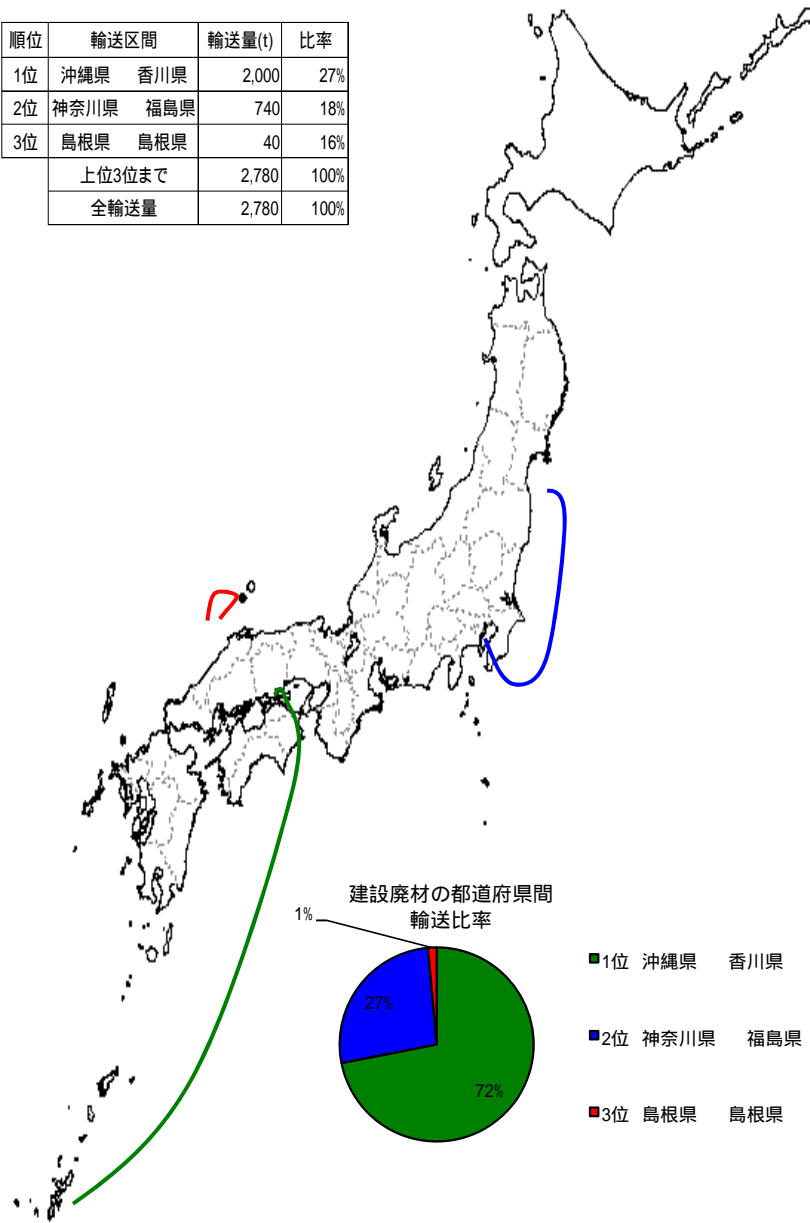 順位 輸送区間 輸送量(t) 比率
1位 沖縄県 香川県 2,000 27%
2位 神奈川県 福島県 740 18%
3位 島根県 島根県 40 16%
上位3位まで 2,780 100%
全輸送量 2,780 100%
建設廃材の都道府県間
輸送比率
1%
27%
72%
1位 沖縄県 香川県
2位 神奈川県 福島県
3位 島根県 島根県